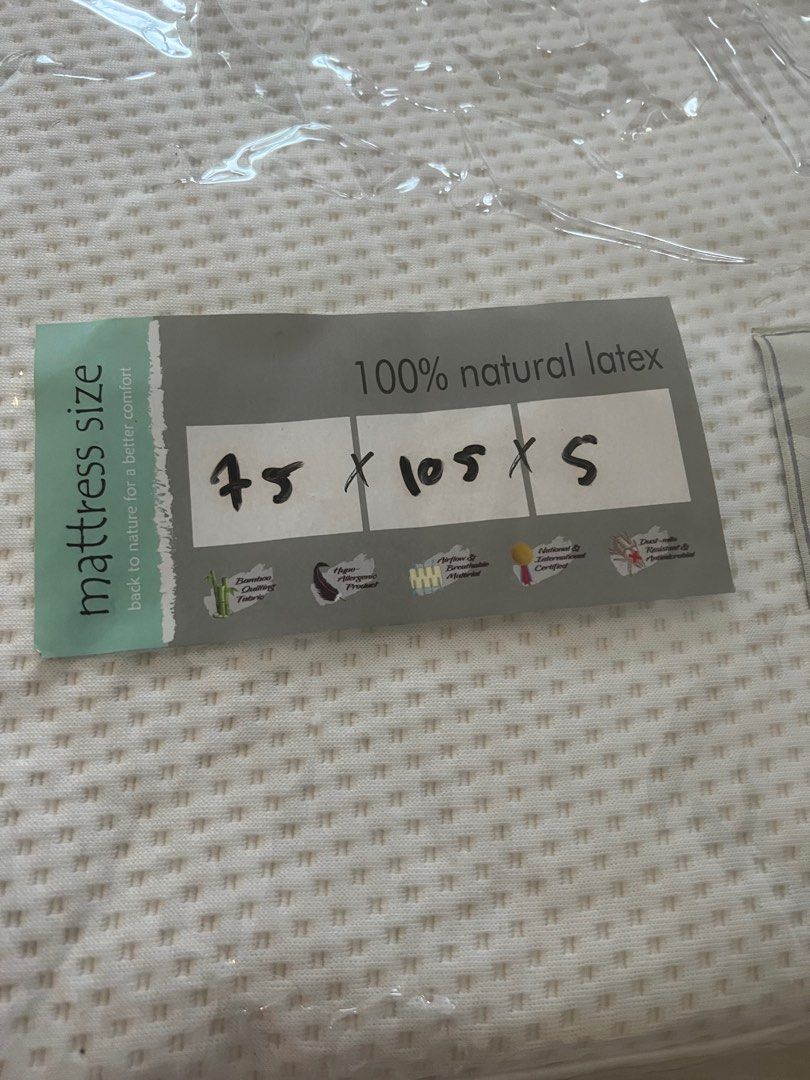 mattress size
back to nature for a better comfort
100% natural latex
75 x 105 x 5
Bamboo
Quilting
Fabric
Hypo-
Allergenic
Product
Airflow &
Breathable
Material
National &
International
Certified
Dust-mite
Resistant &
Antimicrobial